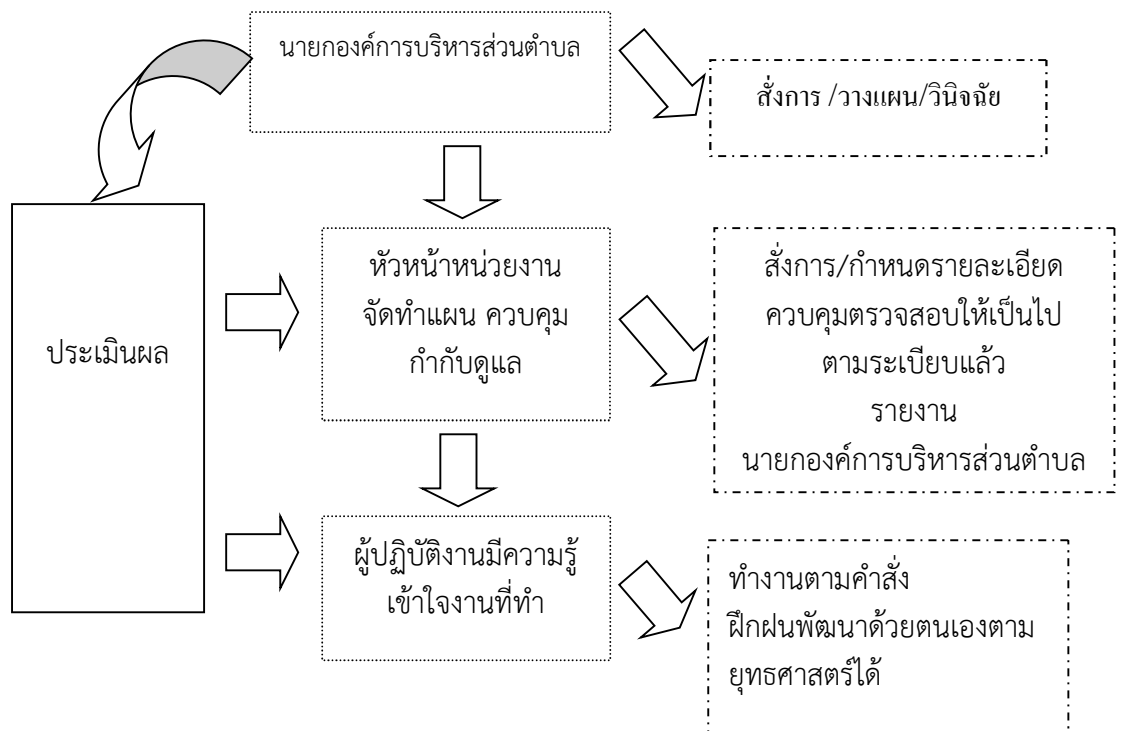 นายกองค์การบริหารส่วนตำบล
สั่งการ /วางแผน/วินิจฉัย
ประเมินผล
หัวหน้าหน่วยงาน
จัดทำแผน ควบคุม
กำกับดูแล
สั่งการ/กำหนดรายละเอียด
ควบคุมตรวจสอบให้เป็นไป
ตามระเบียบแล้ว
รายงาน
นายกองค์การบริหารส่วนตำบล
ผู้ปฏิบัติงานมีความรู้
เข้าใจงานที่ทำ
ทำงานตามคำสั่ง
ฝึกฝนพัฒนาด้วยตนเองตาม
ยุทธศาสตร์ได้